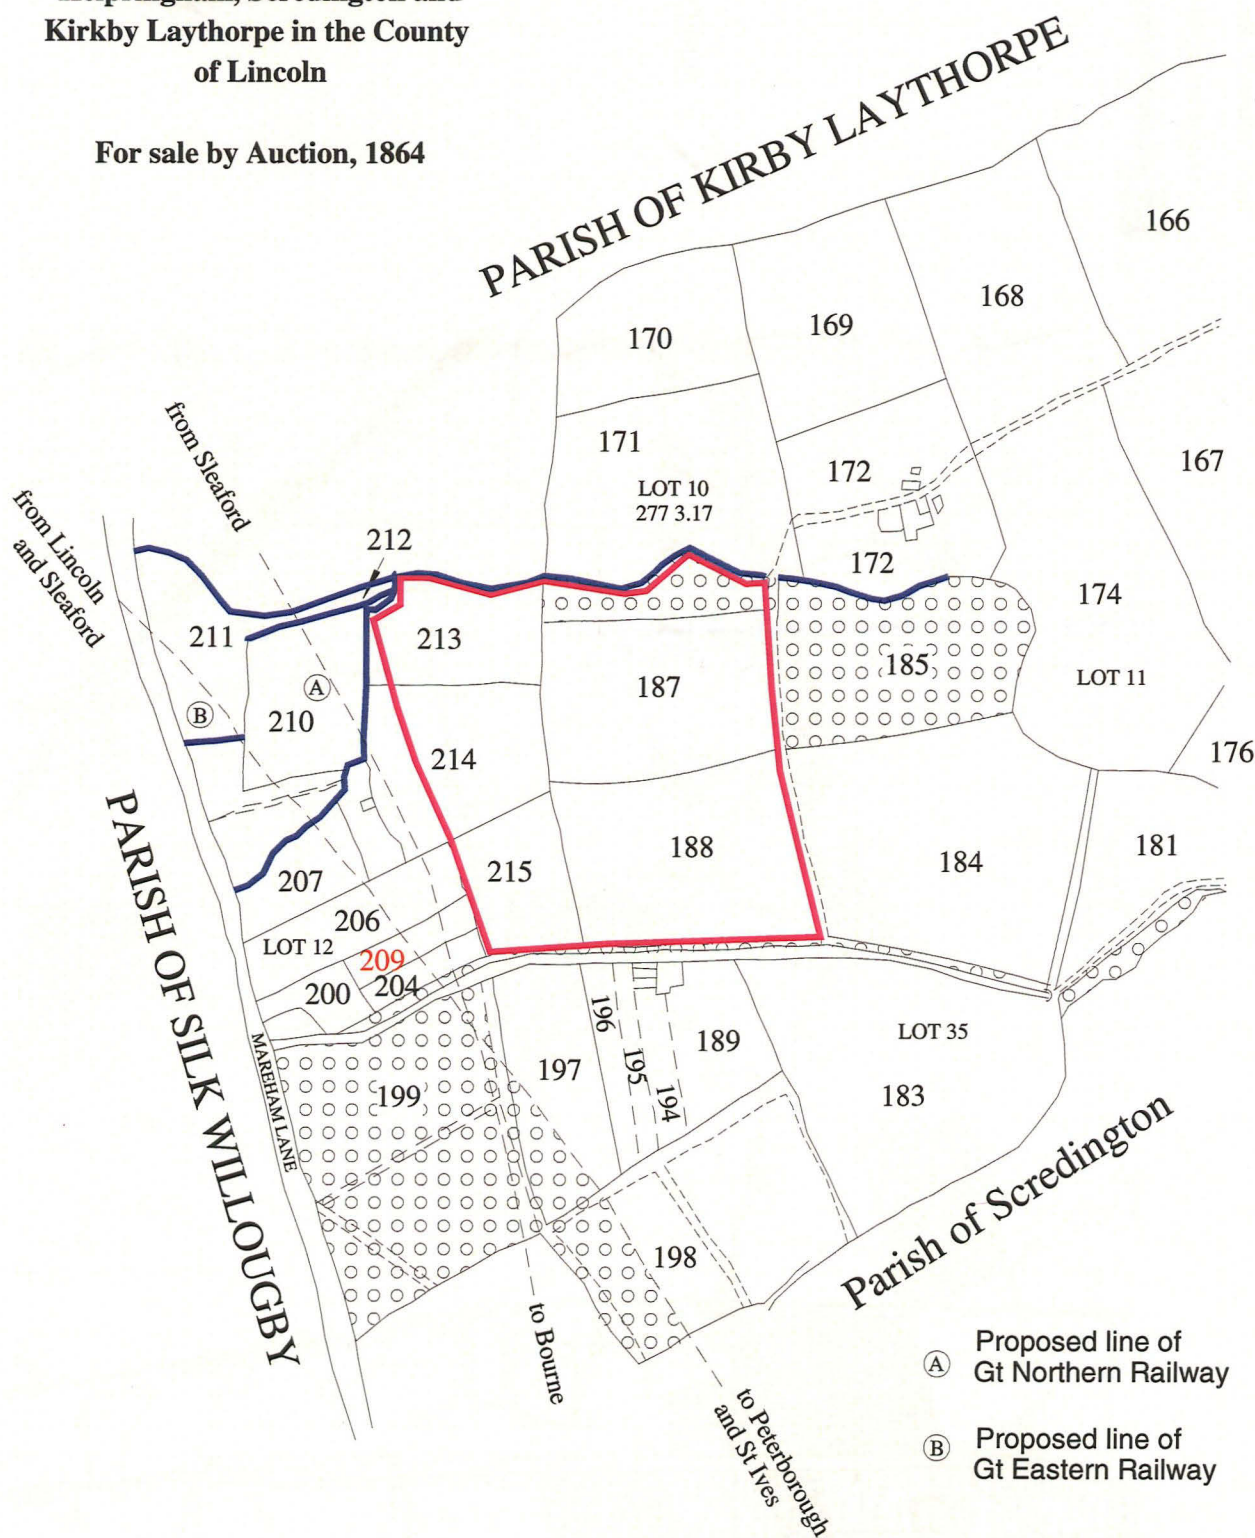 Kirkby Laythorpe in the County
of Lincoln
For sale by Auction, 1864
PARISH OF KIRBY LAYTHORPE
166
168
169
170
171
LOT 10
277 3.17
172
167
from Sleaford
from Lincoln
and Sleaford
212
172
174
211
213
185
LOT 11
187
A
B
210
214
176
PARISH OF SILK WILLOUGBY
188
181
184
215
207
206
LOT 12
209
204
200
196
LOT 35
MAREHAM LANE
189
195
197
194
199
183
Parish of Scredington
198
to Bourne
to Peterborough
and St Ives
A Proposed line of
Gt Northern Railway
B Proposed line of
Gt Eastern Railway